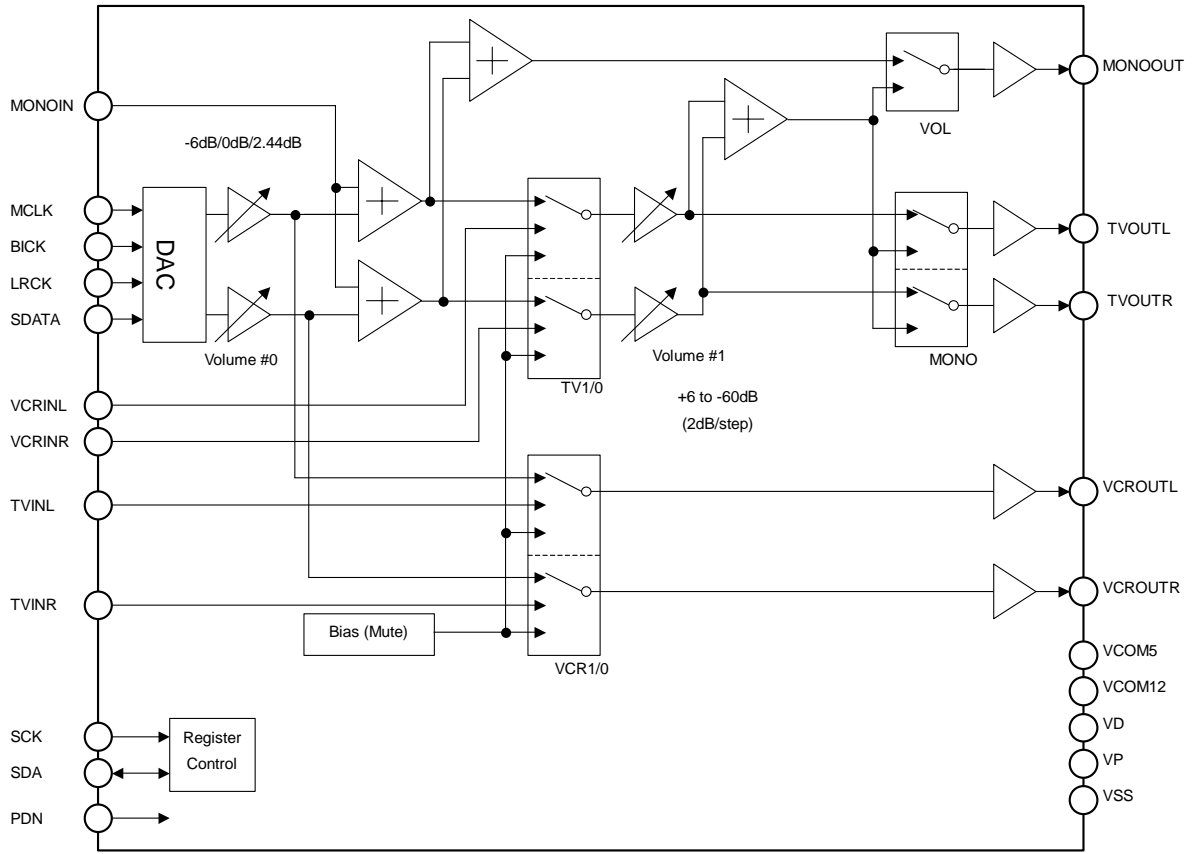 MONOIN
-6dB/0dB/2.44dB
MCLK
BICK
LRCK
SDATA
DAC
Volume #0
VCRINL
VCRINR
TVINL
TVINR
Bias (Mute)
SCK
SDA
PDN
Register
Control
TV1/0
VCR1/0
Volume #1
+6 to -60dB
(2dB/step)
VOL
MONO
MONOOUT
TVOUTL
TVOUTR
VCROUTL
VCROUTR
VCOM5
VCOM12
VD
VP
VSS